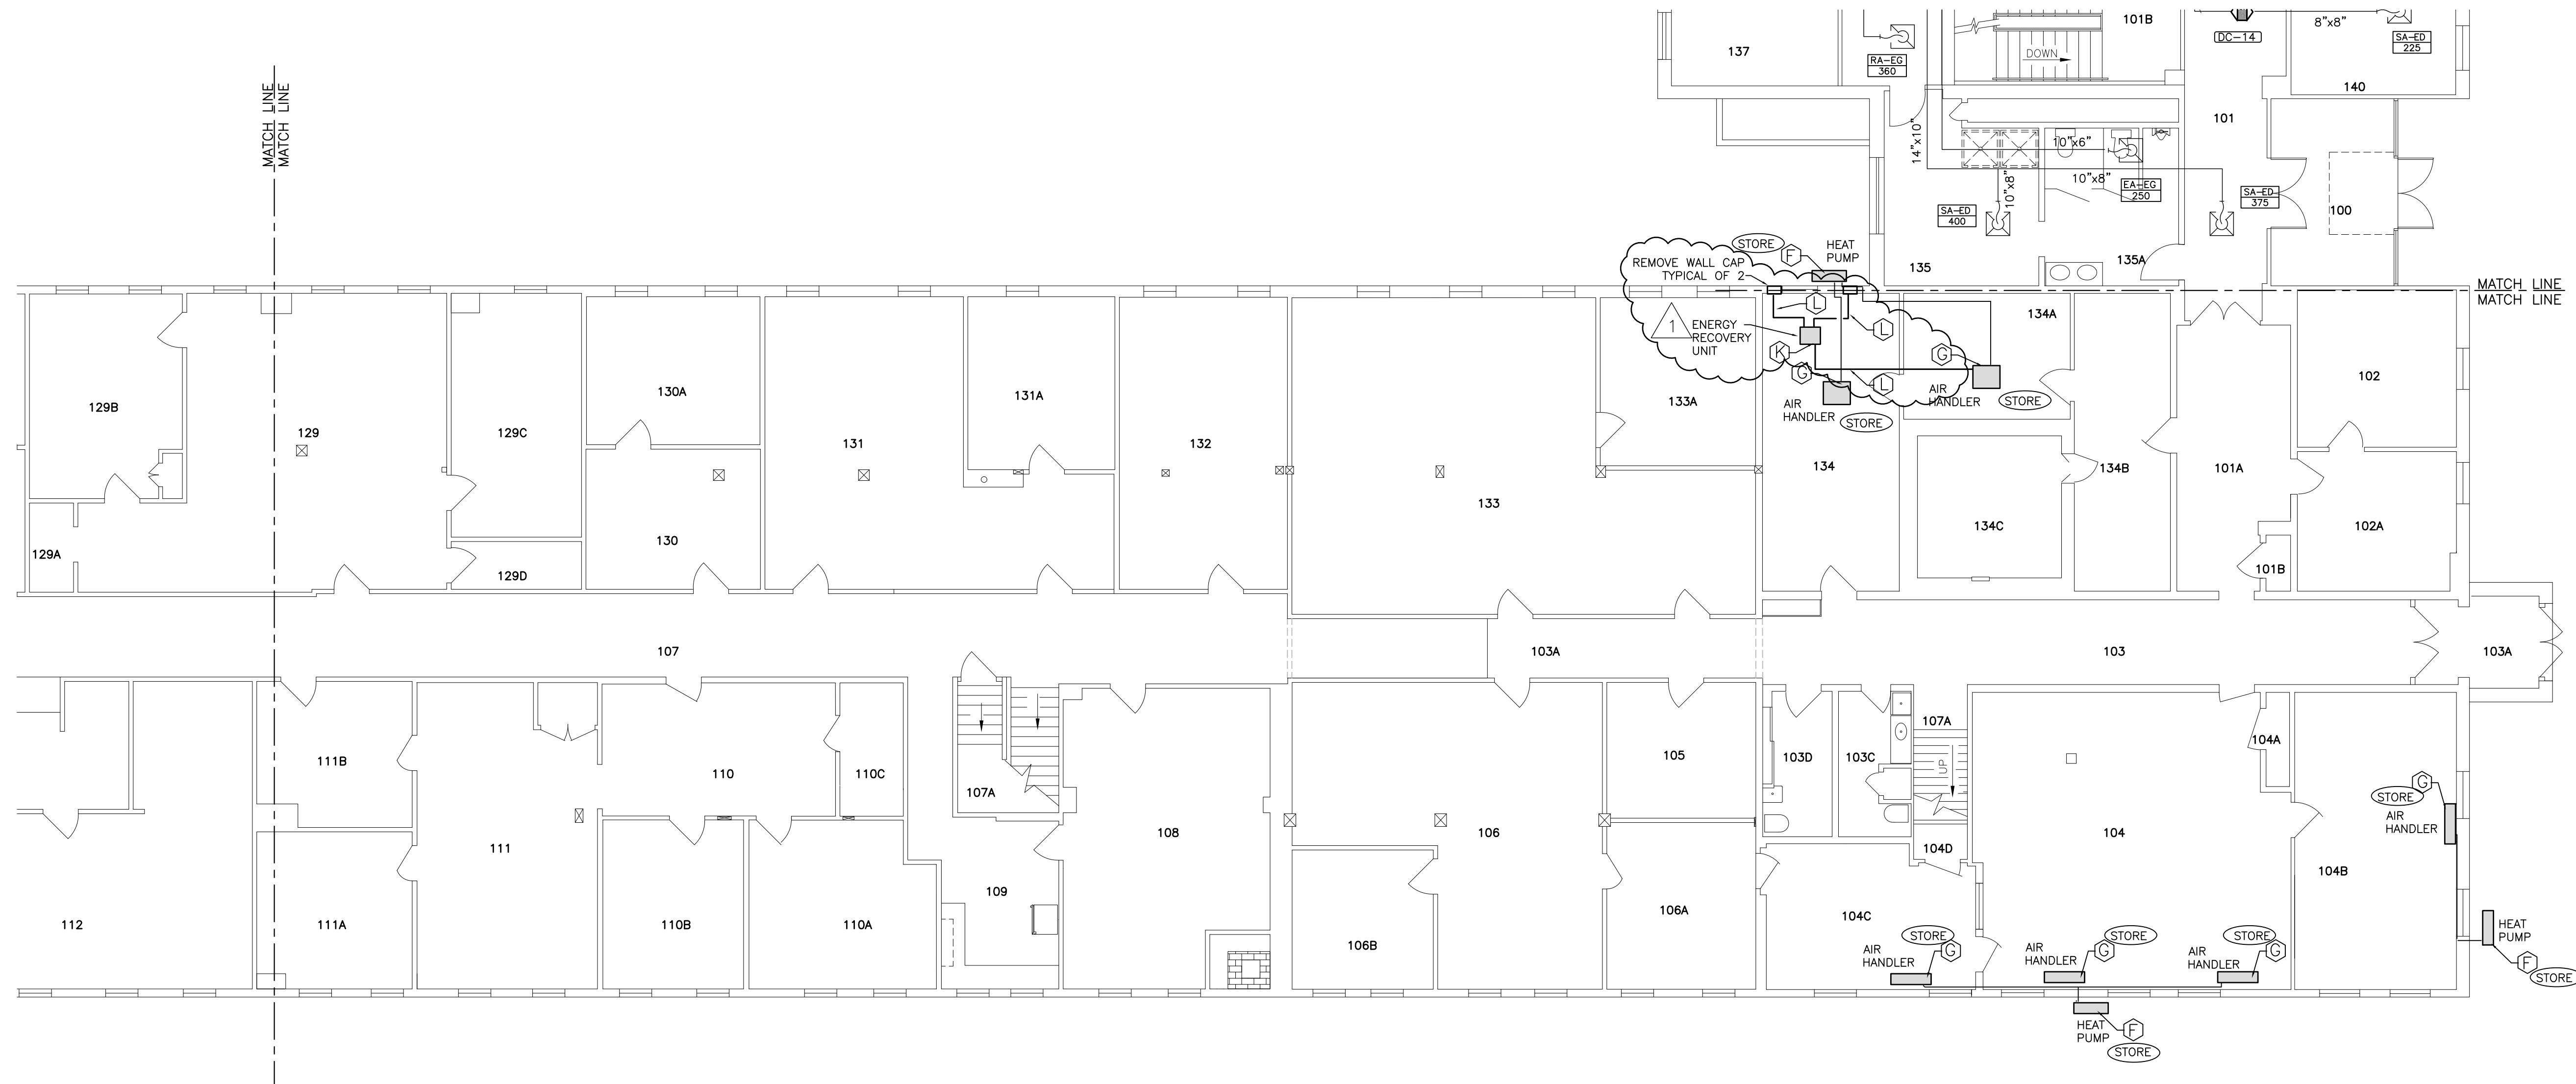 MATCH LINE
MATCH LINE
137
RA-EG
360
DOWN
101B
DC-14
8"x8"
SA-ED
225
140
101
14"x10"
10"x6"
10"x8"
10"x8"
EA-EG
250
SA-ED
400
SA-ED
375
100
135
135A
STORE
F
HEAT
PUMP
REMOVE WALL CAP
TYPICAL OF 2
MATCH LINE
MATCH LINE
L
L
1
ENERGY
RECOVERY
UNIT
K
G
L
G
134A
AIR
HANDLER
STORE
AIR
HANDLER
STORE
129B
129
129C
130A
131
131A
132
133A
133
134
134B
134C
101A
102
102A
101B
129A
129D
130
107
103A
103
103A
111B
110
110C
107A
105
103D
103C
107A
UP
104A
112
111A
111
110B
110A
109
108
106
106B
106A
104D
104C
104
104B
G
STORE
AIR
HANDLER
STORE
G
AIR
HANDLER
STORE
G
AIR
HANDLER
STORE
G
AIR
HANDLER
HEAT
PUMP
F
STORE
HEAT
PUMP
F
STORE